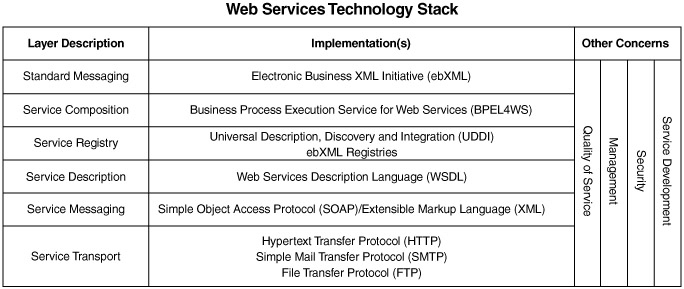 Web Services Technology Stack
Layer Description
Implementation(s)
Other Concerns
Standard Messaging
Electronic Business XML Initiative (ebXML)
Service Composition
Business Process Execution Service for Web Services (BPEL4WS)
Service Registry
Universal Description, Discovery and Integration (UDDI)
ebXML Registries
Service Description
Web Services Description Language (WSDL)
Service Messaging
Simple Object Access Protocol (SOAP)/Extensible Markup Language (XML)
Service Transport
Hypertext Transfer Protocol (HTTP)
Simple Mail Transfer Protocol (SMTP)
File Transfer Protocol (FTP)
Quality of Service
Management
Security
Service Development